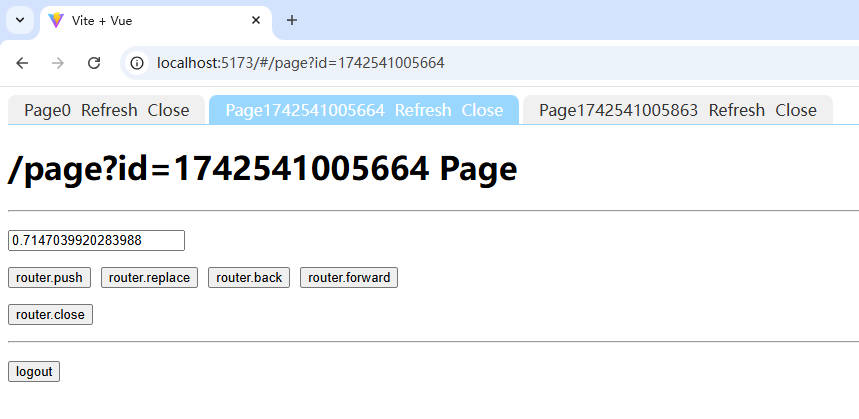 Vite + Vue
localhost:5173/#/page?id=1742541005664
Page0 Refresh Close Page1742541005664 Refresh Close Page1742541005863 Refresh Close
/page?id=1742541005664 Page
0.7147039920283988
router.push router.replace router.back router.forward
router.close
logout